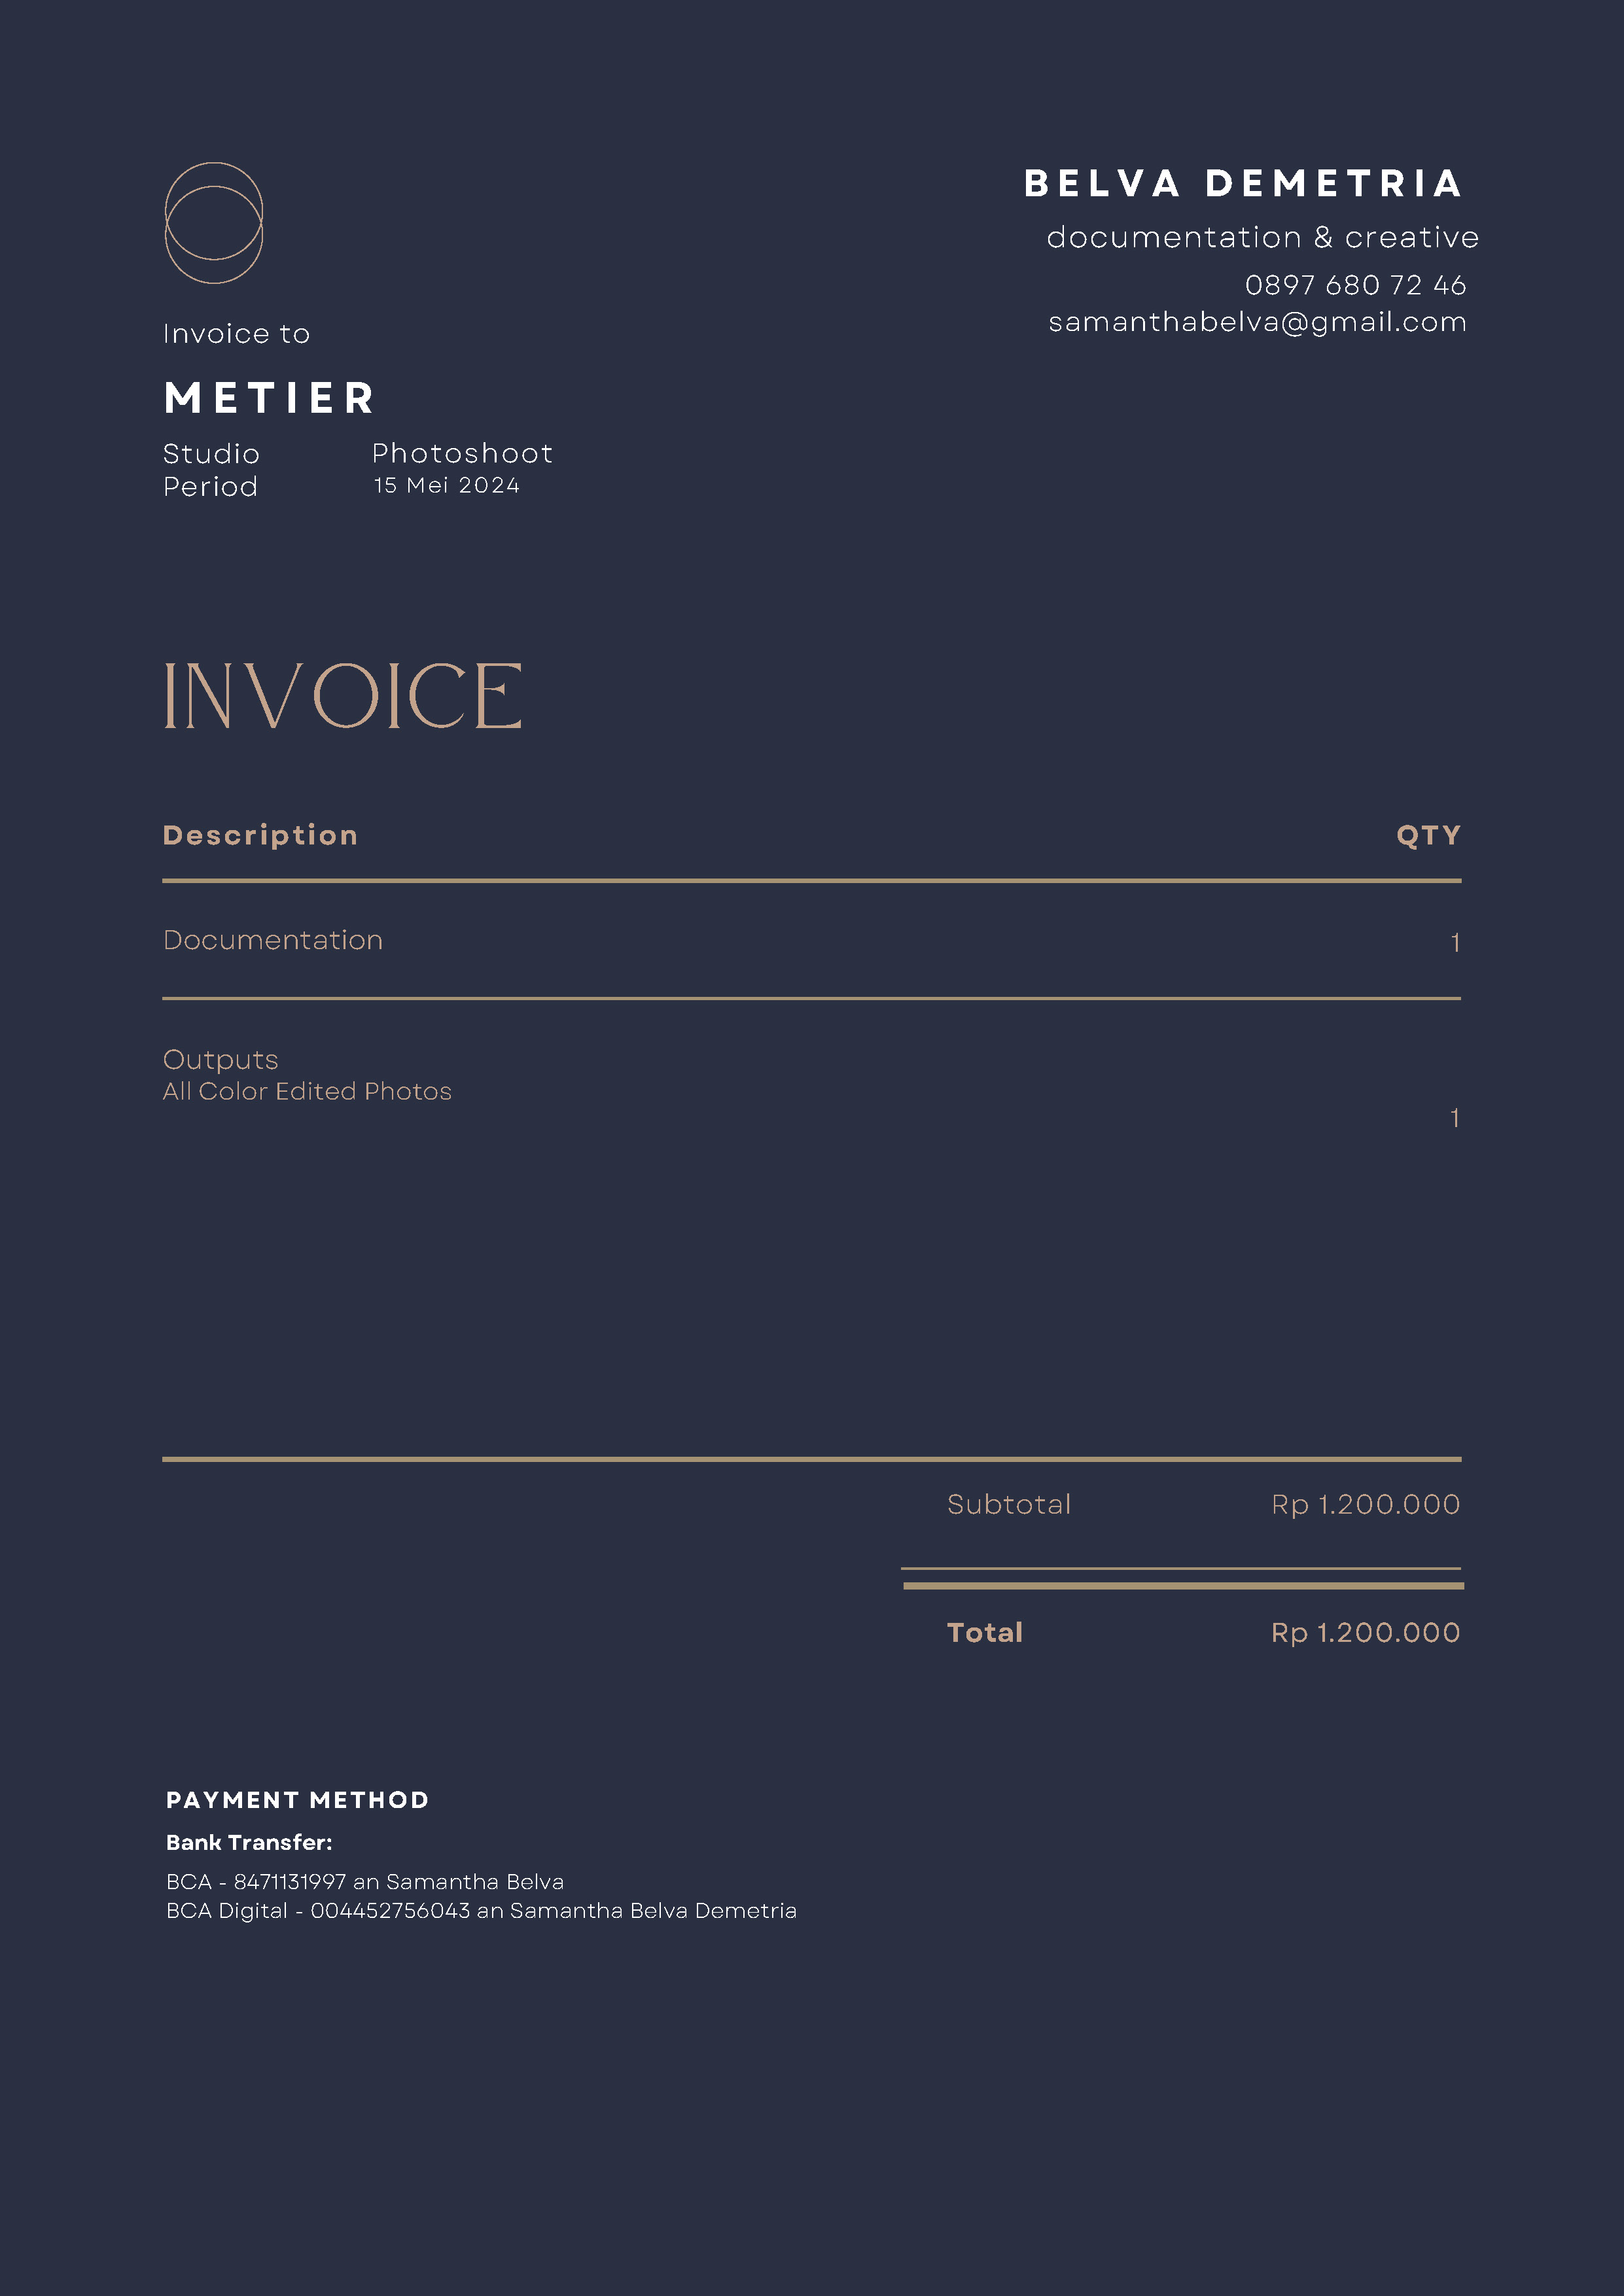 BELVA DEMETRIA
documentation & creative
0897 680 72 46
samanthabelva@gmail.com
Invoice to
METIER
Studio Photoshoot
Period 15 Mei 2024
INVOICE
Description QTY
Documentation 1
Outputs
All Color Edited Photos
1
Subtotal Rp 1.200.000
Total Rp 1.200.000
PAYMENT METHOD
Bank Transfer:
BCA - 8471131997 an Samantha Belva
BCA Digital - 004452756043 an Samantha Belva Demetria